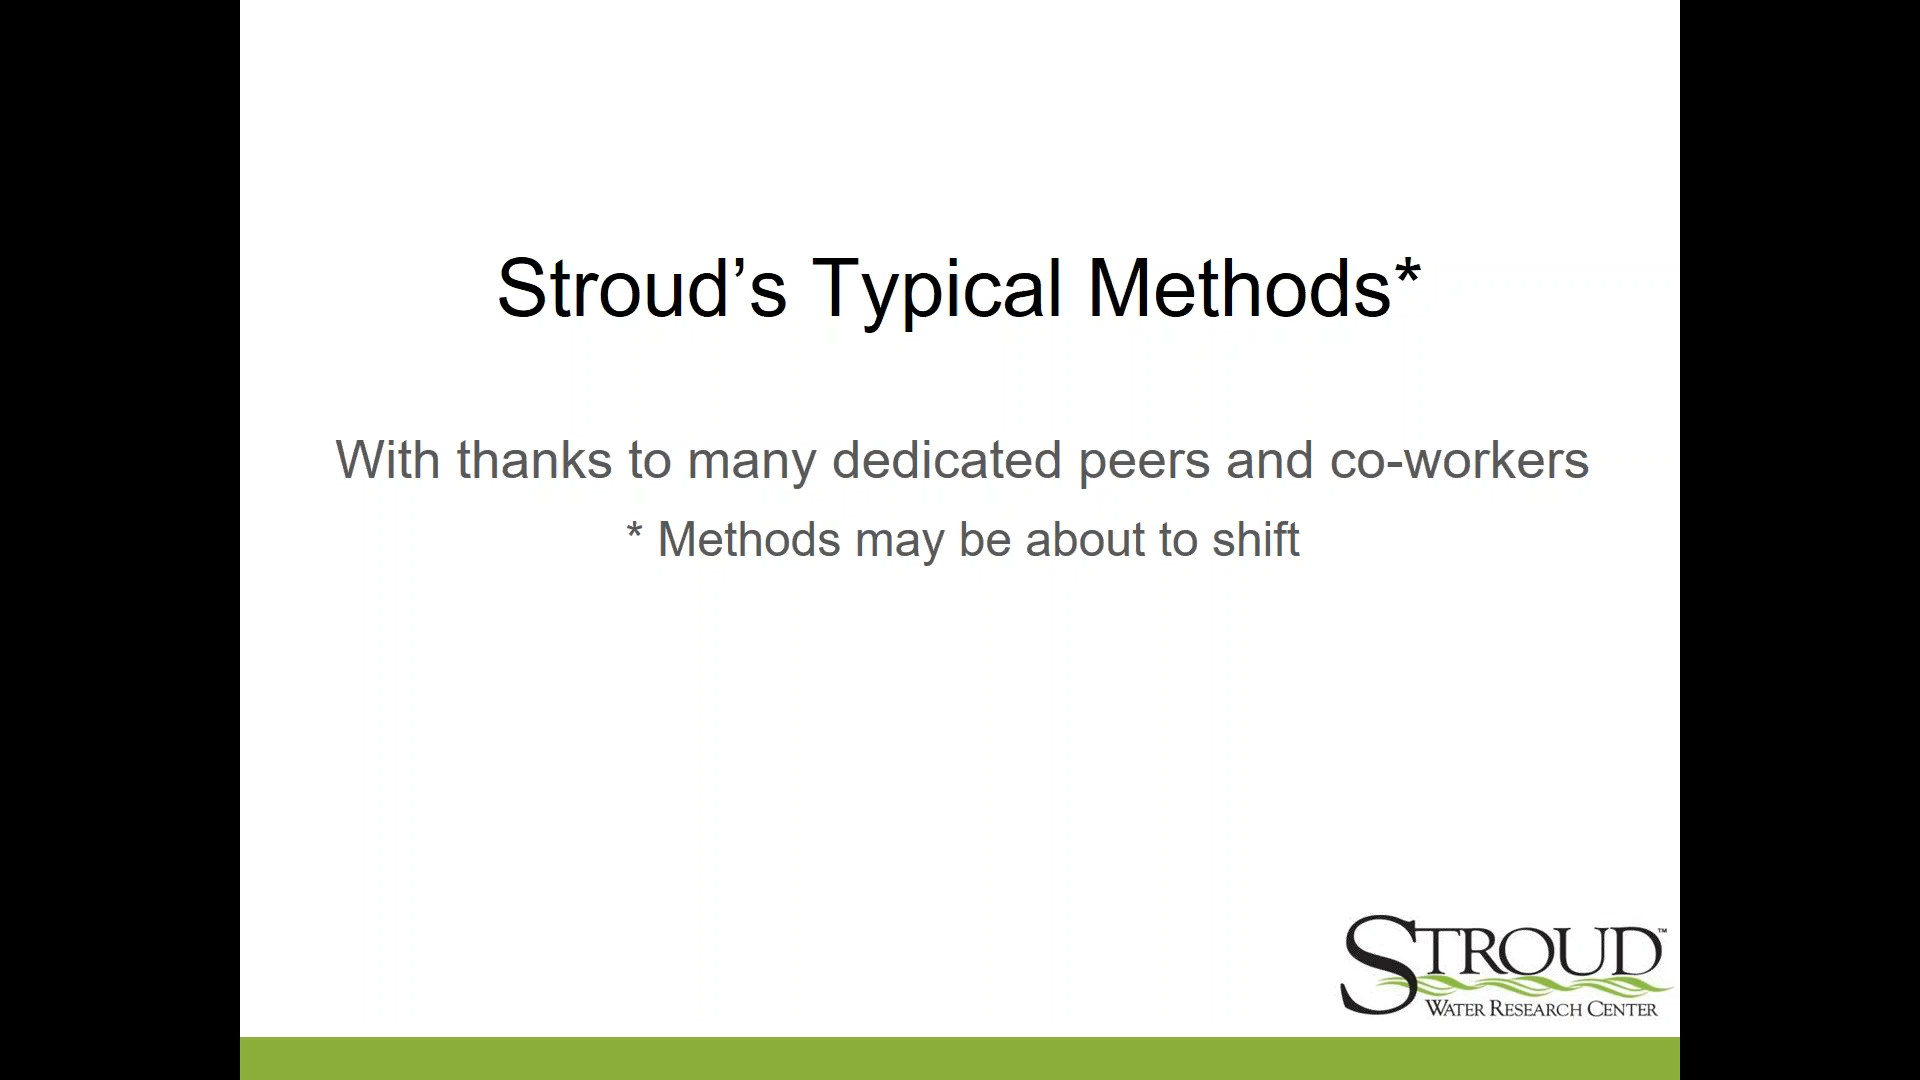 Stroud’s Typical Methods*
With thanks to many dedicated peers and co-workers
* Methods may be about to shift
STROUD™
WATER RESEARCH CENTER